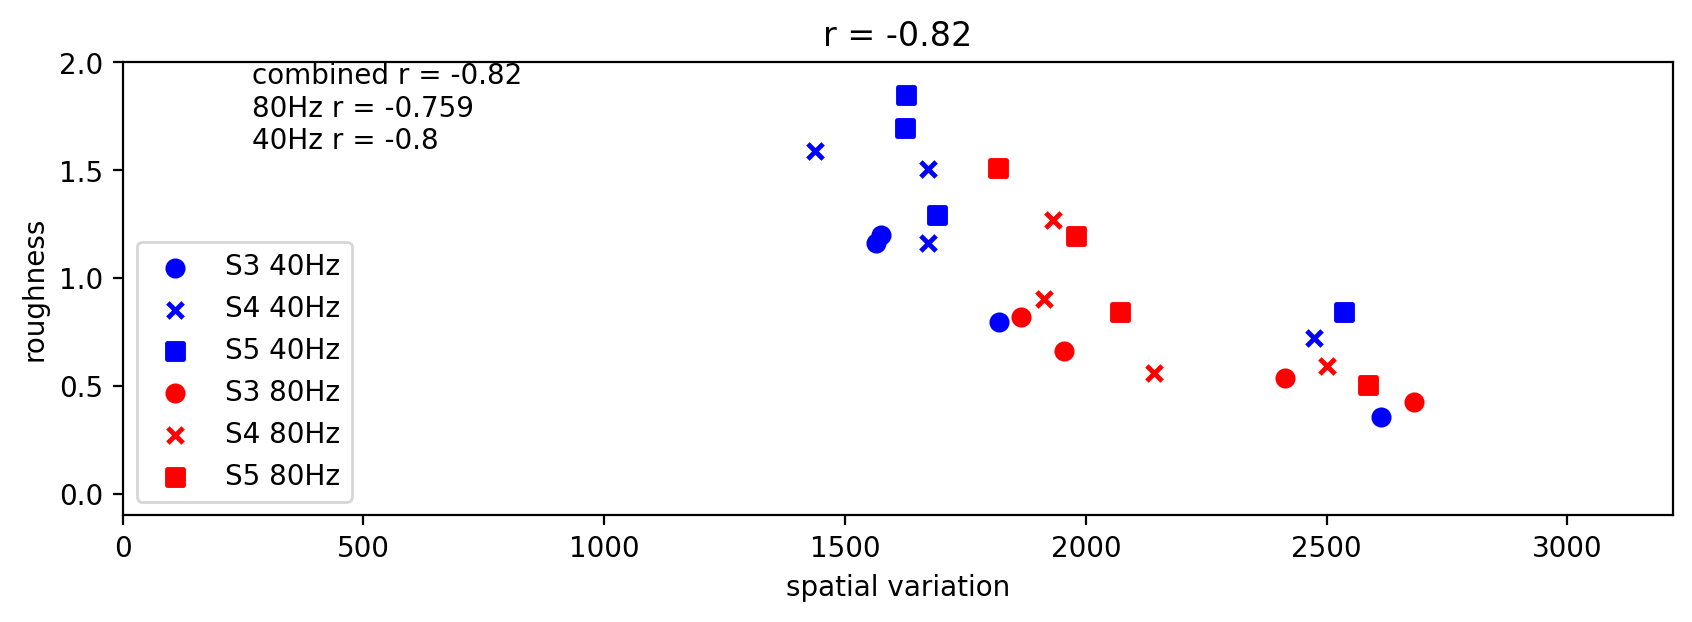 r = -0.82
combined r = -0.82
80Hz r = -0.759
40Hz r = -0.8
roughness
2.0
1.5
1.0
0.5
0.0
S3 40Hz
S4 40Hz
S5 40Hz
S3 80Hz
S4 80Hz
S5 80Hz
0 500 1000 1500 2000 2500 3000
spatial variation